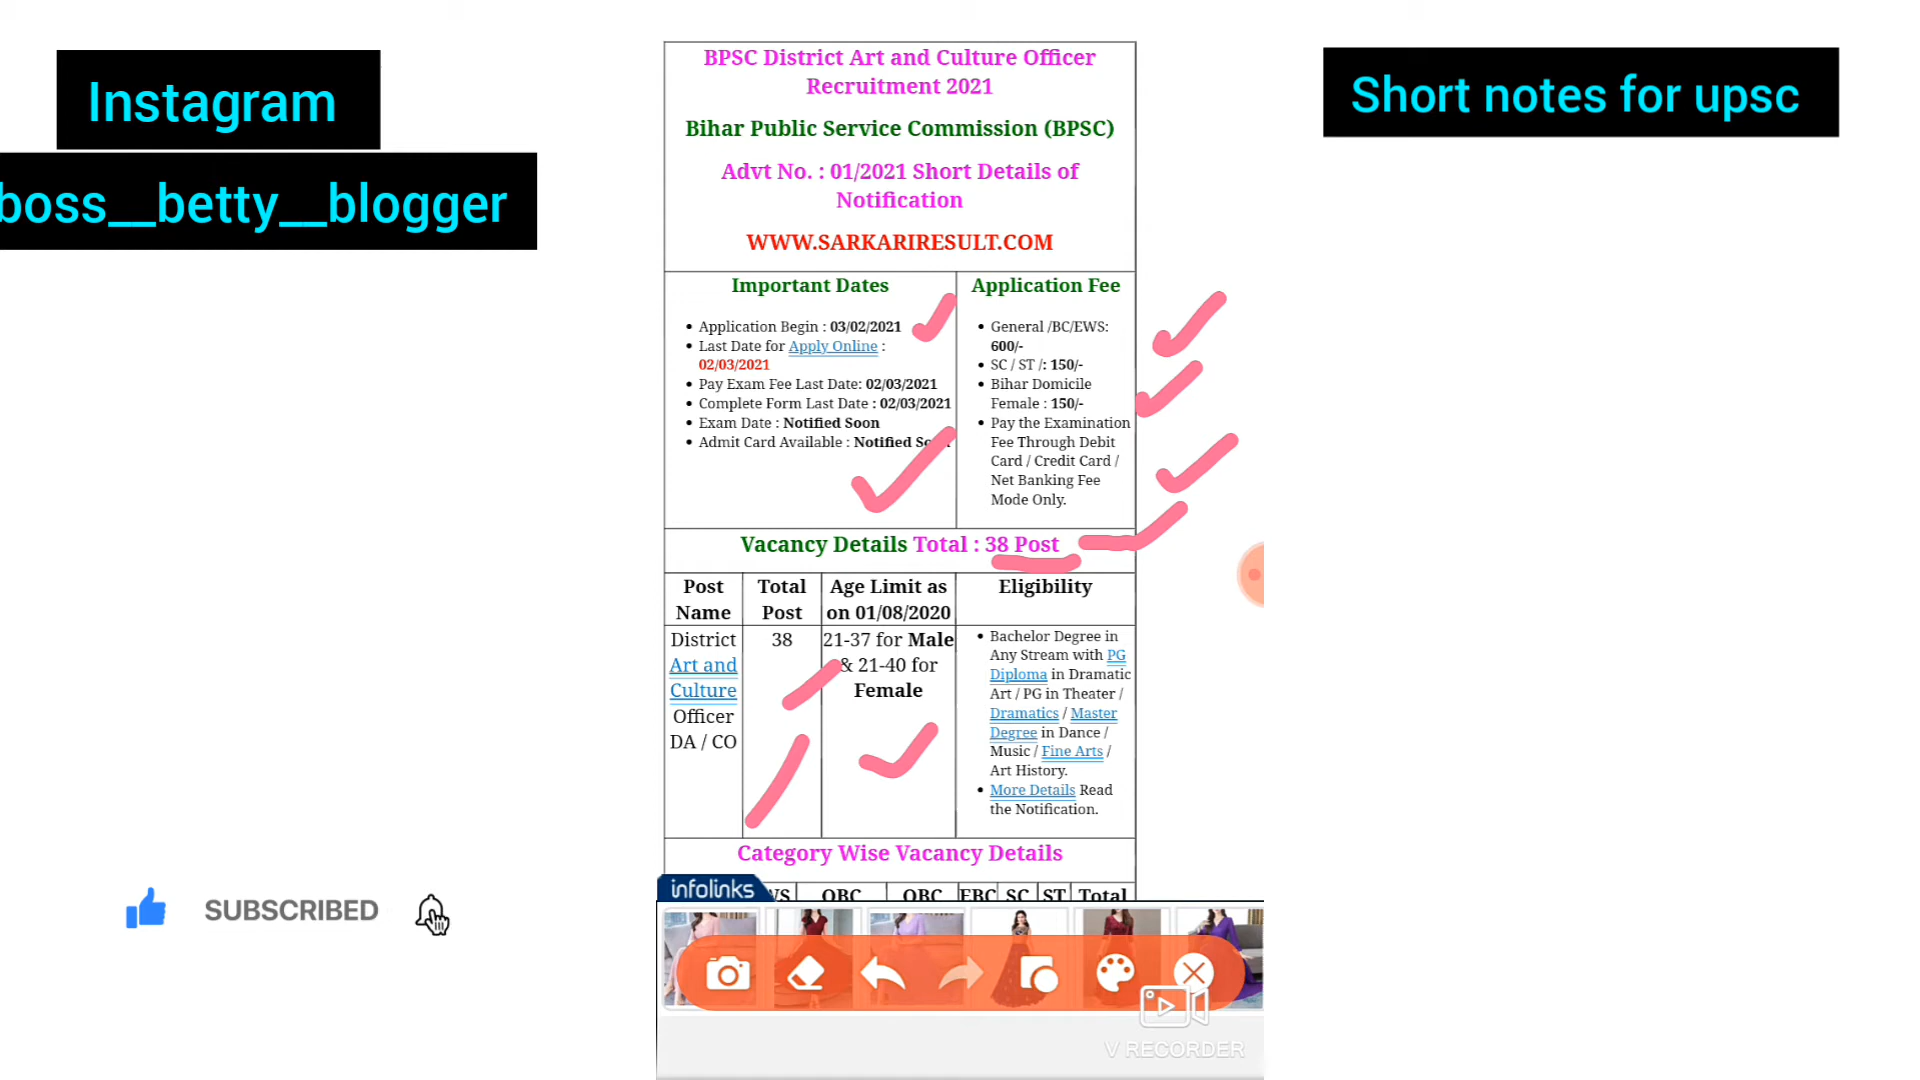 Instagram
boss__betty__blogger
Short notes for upsc
BPSC District Art and Culture Officer
Recruitment 2021
Bihar Public Service Commission (BPSC)
Advt No. : 01/2021 Short Details of
Notification
WWW.SARKARIRESULT.COM
Important Dates
• Application Begin : 03/02/2021
• Last Date for Apply Online :
02/03/2021
• Pay Exam Fee Last Date: 02/03/2021
• Complete Form Last Date : 02/03/2021
• Exam Date : Notified Soon
• Admit Card Available : Notified Soon
Application Fee
• General /BC/EWS:
600/-
• SC / ST /: 150/-
• Bihar Domicile
Female : 150/-
• Pay the Examination
Fee Through Debit
Card / Credit Card /
Net Banking Fee
Mode Only.
Vacancy Details Total : 38 Post
Post
Name
Total
Post
Age Limit as
on 01/08/2020
Eligibility
District
Art and
Culture
Officer
DA / CO
38
21-37 for Male
& 21-40 for
Female
• Bachelor Degree in
Any Stream with PG
Diploma in Dramatic
Art / PG in Theater /
Dramatics / Master
Degree in Dance /
Music / Fine Arts /
Art History.
• More Details Read
the Notification.
Category Wise Vacancy Details
OBC OBC EBC SC ST Total
infolinks
SUBSCRIBED
V RECORDER